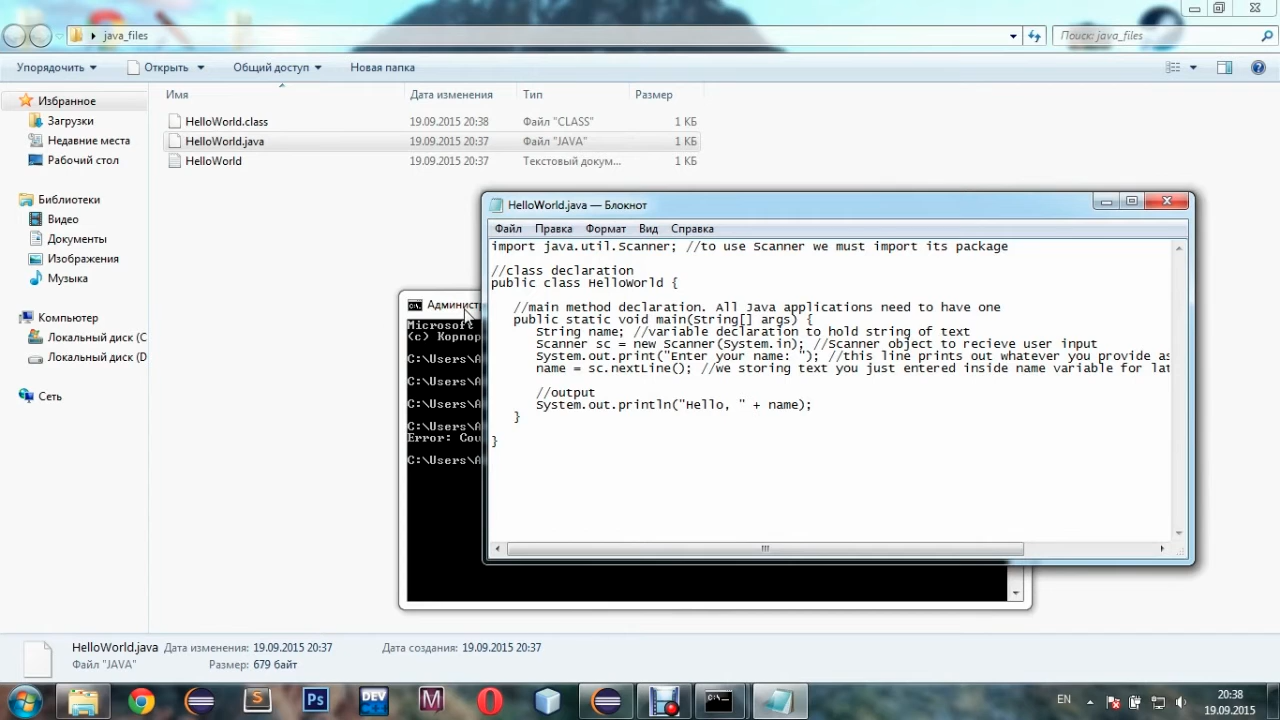 java_files
Поиск: java_files
Упорядочить
Открыть
Общий доступ
Новая папка
Имя
Дата изменения
Тип
Размер
HelloWorld.class
19.09.2015 20:38
Файл "CLASS"
1 КБ
HelloWorld.java
19.09.2015 20:37
Файл "JAVA"
1 КБ
HelloWorld
19.09.2015 20:37
Текстовый докум...
1 КБ
Избранное
Загрузки
Недавние места
Рабочий стол
Библиотеки
Видео
Документы
Изображения
Музыка
Компьютер
Локальный диск (C
Локальный диск (D
Сеть
Админист
Microsoft
(c) Корпор
C:\Users\A
C:\Users\A
C:\Users\A
C:\Users\A
Error: Cou
C:\Users\A
HelloWorld.java — Блокнот
Файл
Правка
Формат
Вид
Справка
import java.util.Scanner; //to use Scanner we must import its package
//class declaration
public class HelloWorld {
//main method declaration. All Java applications need to have one
public static void main(String[] args) {
String name; //variable declaration to hold string of text
Scanner sc = new Scanner(System.in); //Scanner object to recieve user input
System.out.print("Enter your name: "); //this line prints out whatever you provide as
name = sc.nextLine(); //we storing text you just entered inside name variable for lat
//output
System.out.println("Hello, " + name);
}
}
HelloWorld.java
Дата изменения: 19.09.2015 20:37
Дата создания: 19.09.2015 20:37
Файл "JAVA"
Размер: 679 байт
S
Ps
DEV
M
EN
20:38
19.09.2015